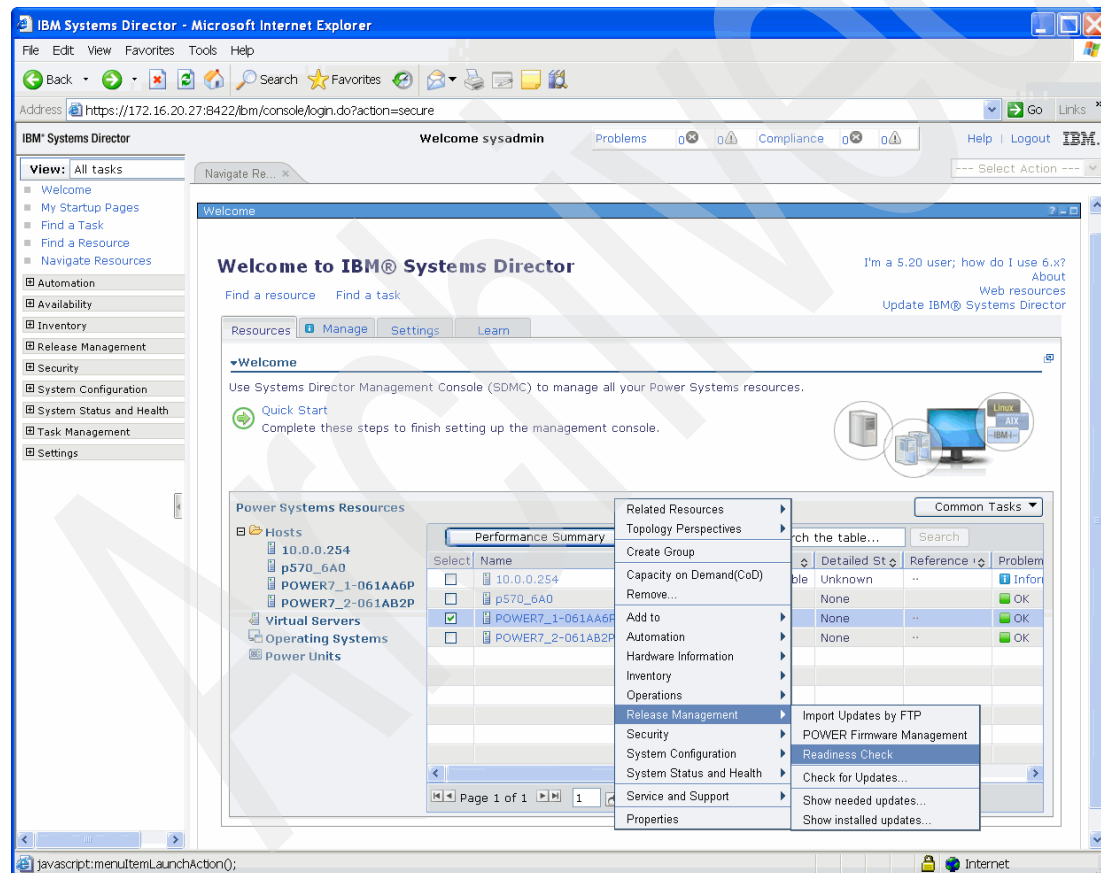 IBM Systems Director - Microsoft Internet Explorer
File Edit View Favorites Tools Help
Back Search Favorites
Address https://172.16.20.27:8422/ibm/console/login.do?action=secure Go Links »
IBM® Systems Director Welcome sysadmin Problems 0 0 Compliance 0 0 Help | Logout IBM.
View: All tasks
Navigate Re... ×
--- Select Action ---
Welcome
My Startup Pages
Find a Task
Find a Resource
Navigate Resources
Automation
Availability
Inventory
Release Management
Security
System Configuration
System Status and Health
Task Management
Settings
Welcome
Welcome to IBM® Systems Director
I'm a 5.20 user; how do I use 6.x?
About
Web resources
Update IBM® Systems Director
Find a resource Find a task
Resources Manage Settings Learn
Welcome
Use Systems Director Management Console (SDMC) to manage all your Power Systems resources.
Quick Start
Complete these steps to finish setting up the management console.
Linux
AIX
IBM i
Power Systems Resources
Common Tasks
Hosts
10.0.0.254
p570_6A0
POWER7_1-061AA6P
POWER7_2-061AB2P
Virtual Servers
Operating Systems
Power Units
Performance Summary
rch the table... Search
Select Name Detailed St Reference Problem
10.0.0.254 ble Unknown -- Infor
p570_6A0 None -- OK
POWER7_1-061AA6P None -- OK
POWER7_2-061AB2P None -- OK
Page 1 of 1 1
Related Resources
Topology Perspectives
Create Group
Capacity on Demand(CoD)
Remove...
Add to
Automation
Hardware Information
Inventory
Operations
Release Management
Security
System Configuration
System Status and Health
Service and Support
Properties
Import Updates by FTP
POWER Firmware Management
Readiness Check
Check for Updates...
Show needed updates...
Show installed updates...
javascript:menuItemLaunchAction();
Internet
Archived